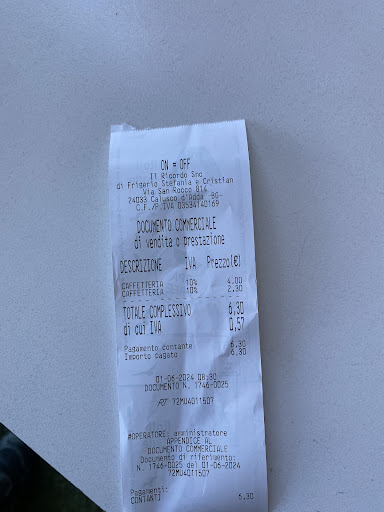 ON = OFF
Il Ricordo Snc
di Frigerio Stefania e Cristian
Via San Rocco 814
24033 Calusco d'Adda BG
C.F./P.IVA 03534140169
DOCUMENTO COMMERCIALE
di vendita o prestazione
DESCRIZIONE IVA Prezzo(€)
CAFFETTERIA 10% 4,00
CAFFETTERIA 10% 2,30
TOTALE COMPLESSIVO 6,30
di cui IVA 0,57
Pagamento contante 6,30
Importo pagato 6,30
01-06-2024 08:30
DOCUMENTO N. 1746-0025
RT 72MU4011507
#OPERATORE: amministratore
APPENDICE AL
DOCUMENTO COMMERCIALE
Documento di riferimento:
N. 1746-0025 del 01-06-2024
72MU4011507
Pagamenti:
CONTANTI 6,30